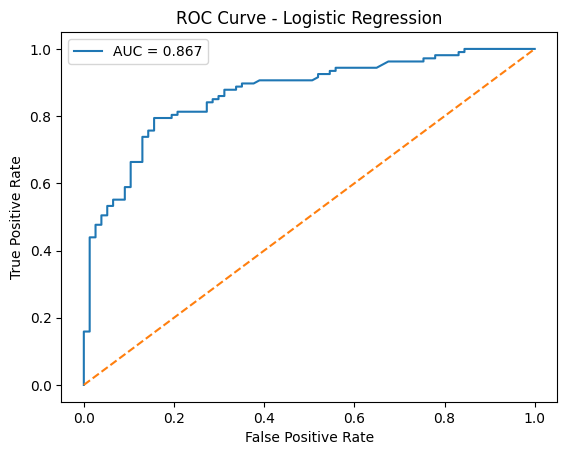 ROC Curve - Logistic Regression
AUC = 0.867
True Positive Rate
1.0
0.8
0.6
0.4
0.2
0.0
0.0 0.2 0.4 0.6 0.8 1.0
False Positive Rate